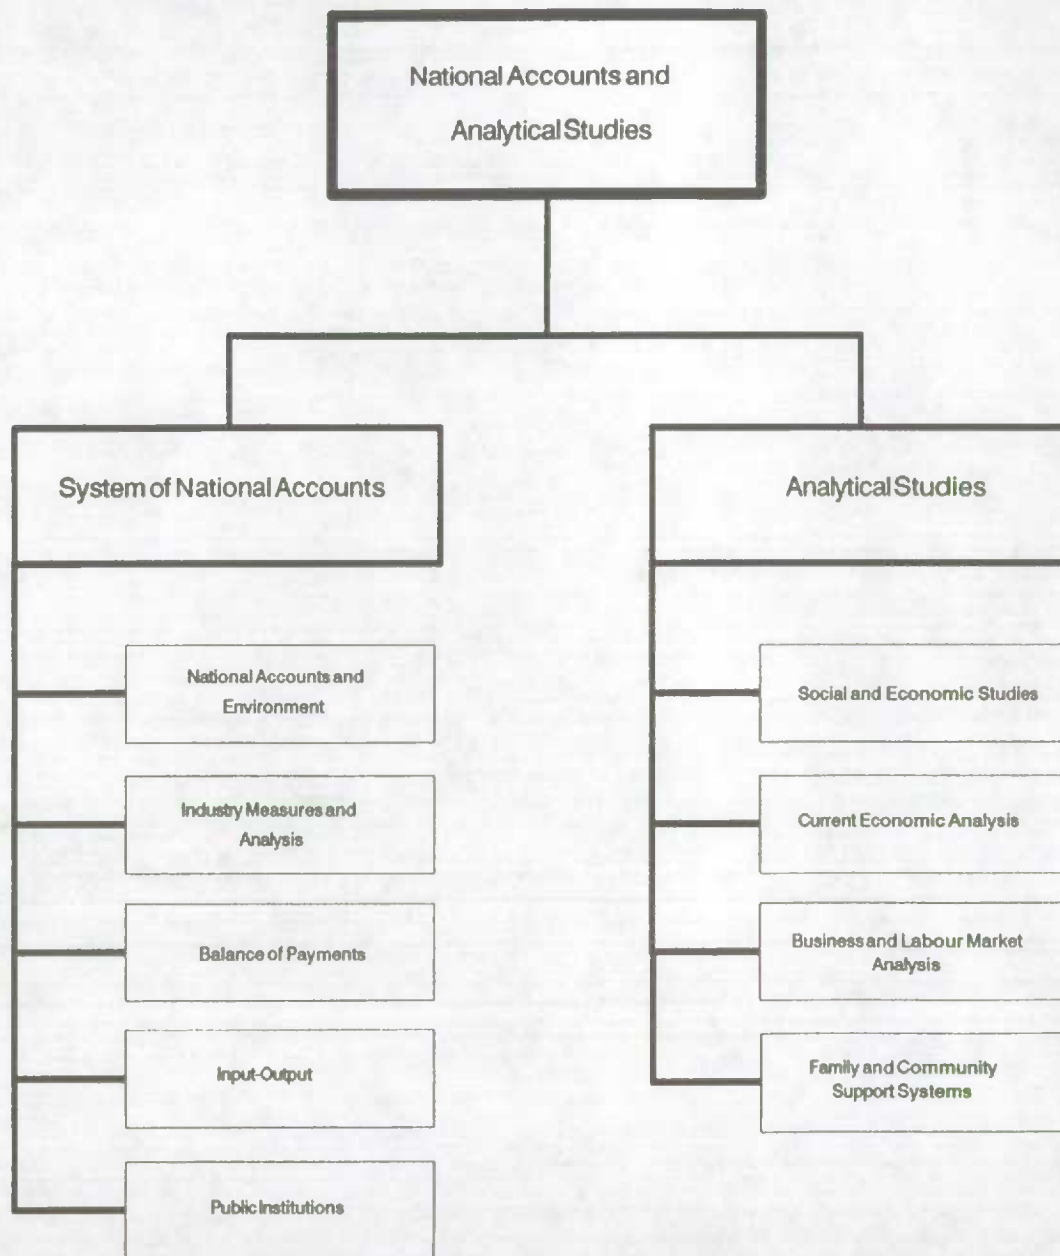 National Accounts and
Analytical Studies
System of National Accounts
National Accounts and
Environment
Industry Measures and
Analysis
Balance of Payments
Input-Output
Public Institutions
Analytical Studies
Social and Economic Studies
Current Economic Analysis
Business and Labour Market
Analysis
Family and Community
Support Systems